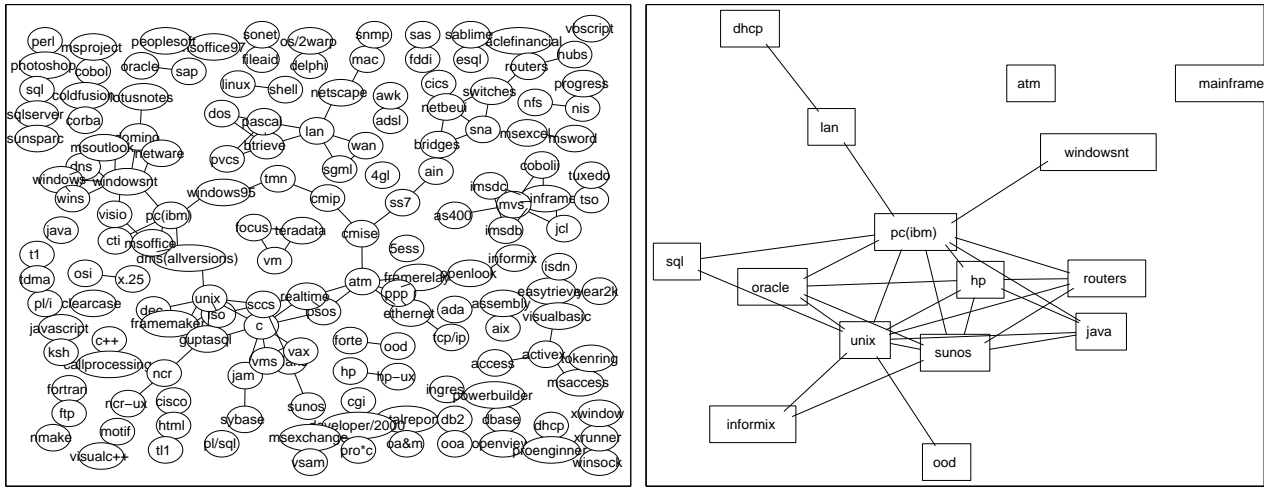 perl
msproject
peoplesoft
msoffice97
sonet
fileaid
os/2warp
delphi
snmp
mac
sas
fddi
sablime
esql
routers
hubs
vbscript
photoshop
cobol
oracle
sap
linux
shell
netscape
awk
adsl
cics
netbeui
switches
progress
nfs
nis
sql
coldfusion
lotusnotes
sqlserver
corba
sunsparc
domino
msoutlook
netware
dns
windows
windowsnt
wins
dos
pascal
btrieve
pvcs
lan
wan
sgml
4gl
sna
bridges
msexcel
msword
ain
windows95
tmn
cmip
ss7
cmise
imsdc
cobolii
mvs
as400
imsdb
jcl
tuxedo
tso
java
visio
pc(ibm)
cti
msoffice
dms(allversions)
focus
teradata
vm
5ess
informix
t1
tdma
osi
x.25
atm
framerelay
openlook
isdn
easytrieve
year2k
pl/i
clearcase
unix
iso
sccs
realtime
psos
ppp
ethernet
ada
assembly
visualbasic
javascript
framemaker
guptasql
c
tcp/ip
aix
ksh
c++
callprocessing
vms
vax
forte
ood
access
activex
tokenring
msaccess
ncr
jam
hp
hp−ux
fortran
ftp
nmake
ncr−ux
cisco
html
tl1
motif
visualc++
sybase
pl/sql
sunos
cgi
developer/2000
msexchange
vsam
pro*c
oa&m
ingres
powerbuilder
db2
dbase
ooa
openview
dhcp
proenginner
xwindow
xrunner
winsock
dhcp
atm
mainframe
lan
windowsnt
pc(ibm)
sql
oracle
hp
routers
unix
sunos
java
informix
ood